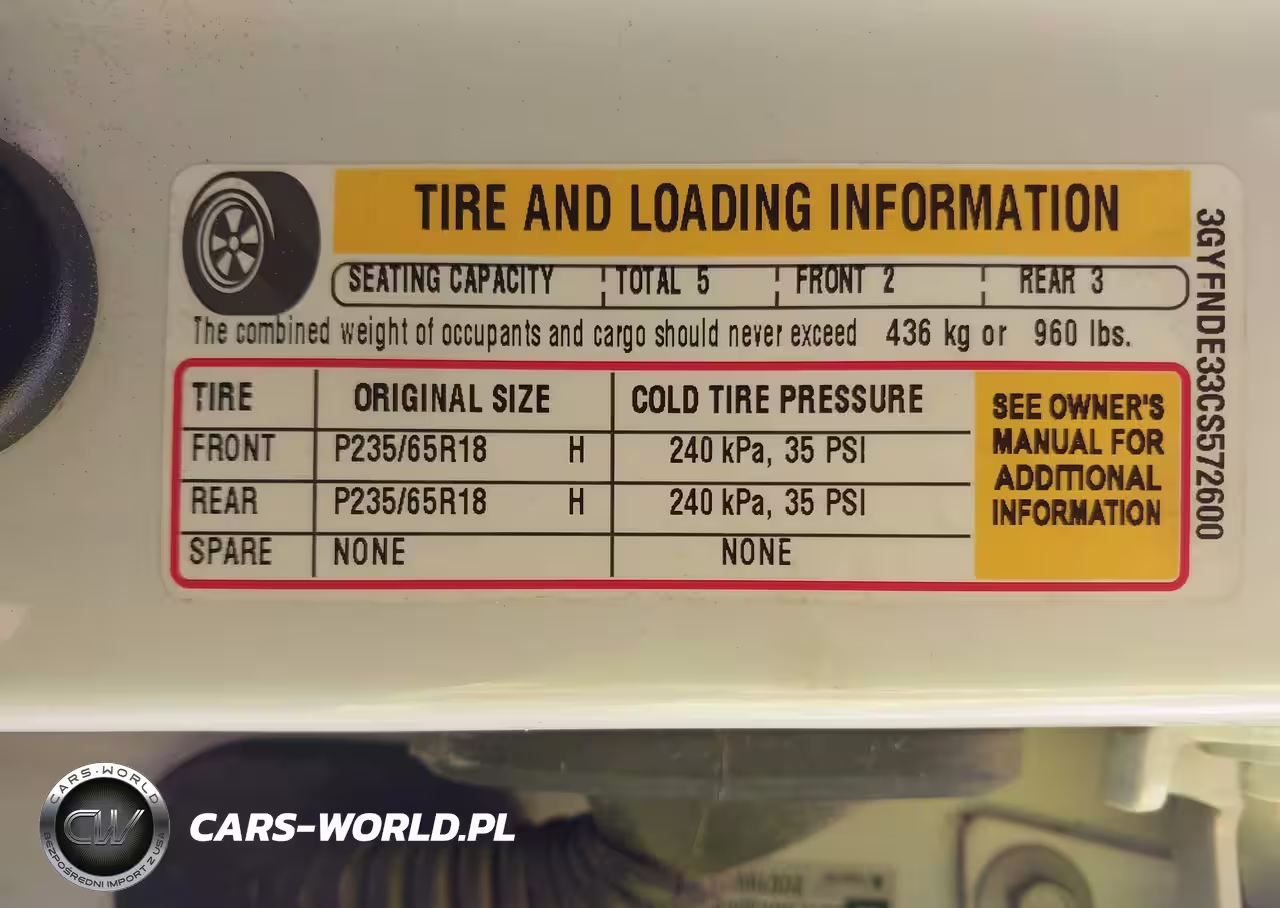 TIRE AND LOADING INFORMATION
SEATING CAPACITY TOTAL 5 FRONT 2 REAR 3
The combined weight of occupants and cargo should never exceed 436 kg or 960 lbs.
TIRE ORIGINAL SIZE COLD TIRE PRESSURE
FRONT P235/65R18 H 240 kPa, 35 PSI
REAR P235/65R18 H 240 kPa, 35 PSI
SPARE NONE NONE
SEE OWNER'S
MANUAL FOR
ADDITIONAL
INFORMATION
3GYFNDE33CS572600
CARS-WORLD
CW
BEZPOŚREDNI IMPORT Z USA
CARS-WORLD.PL